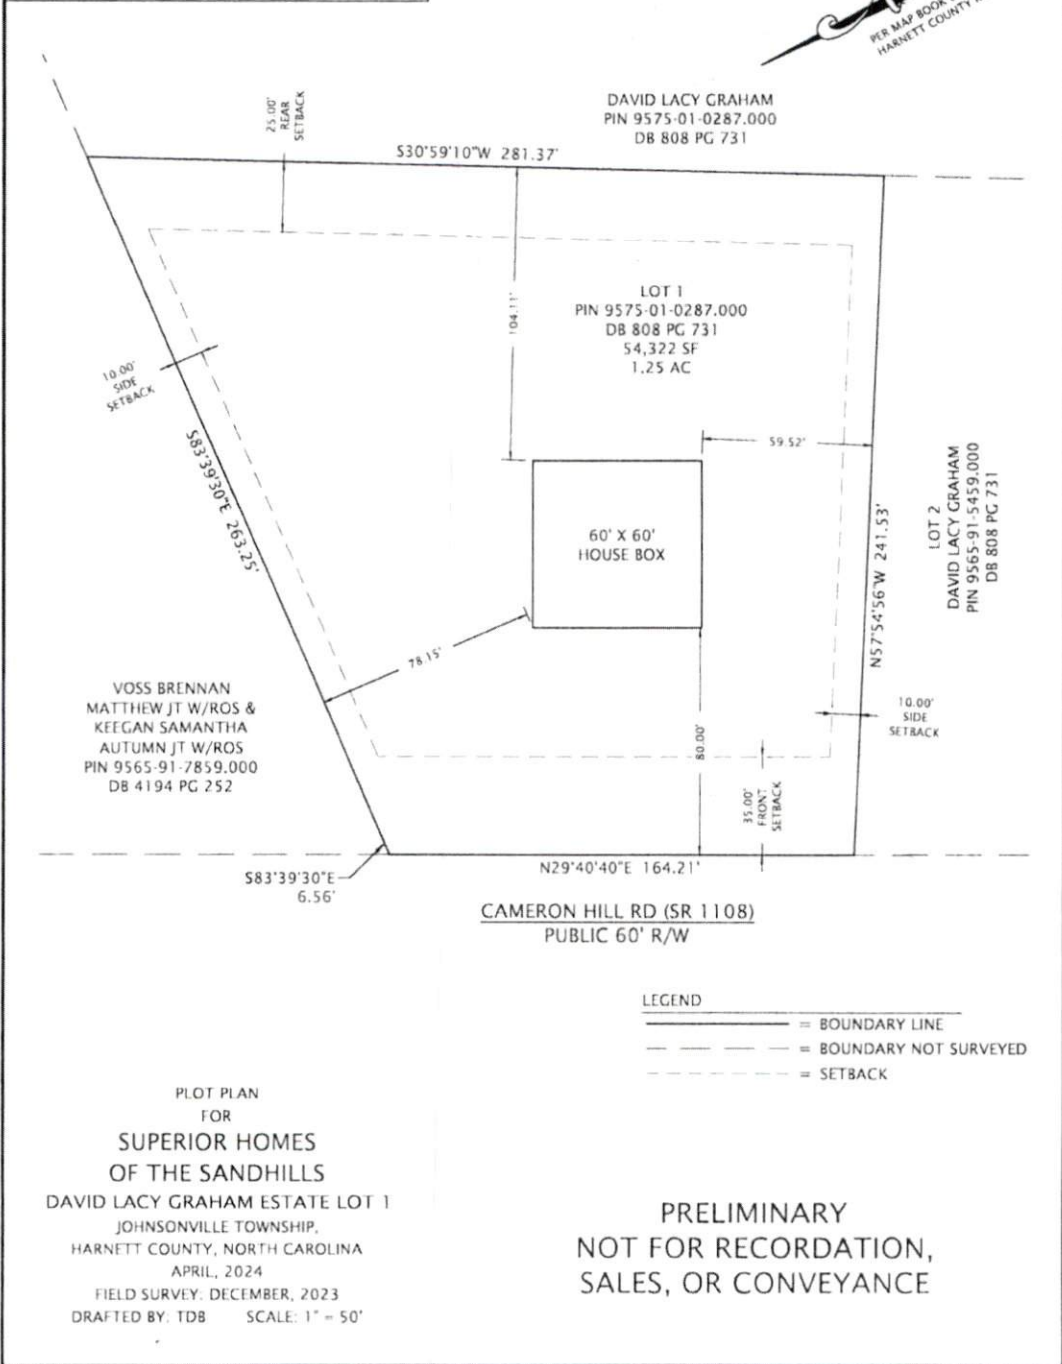 PER MAP BOOK
HARNETT COUNTY
DAVID LACY GRAHAM
PIN 9575-01-0287.000
DB 808 PG 731
25.00'
REAR
SETBACK
S30°59'10"W 281.37'
LOT 1
PIN 9575-01-0287.000
DB 808 PG 731
54,322 SF
1.25 AC
104.11'
10.00'
SIDE
SETBACK
59.52'
S83°39'30"E 263.25'
60' X 60'
HOUSE BOX
N57°54'56"W 241.53'
LOT 2
DAVID LACY GRAHAM
PIN 9565-91-5459.000
DB 808 PG 731
78.15'
VOSS BRENNAN
MATTHEW JT W/ROS &
KEEGAN SAMANTHA
AUTUMN JT W/ROS
PIN 9565-91-7859.000
DB 4194 PG 252
80.00'
10.00'
SIDE
SETBACK
35.00'
FRONT
SETBACK
S83°39'30"E
6.56'
N29°40'40"E 164.21'
CAMERON HILL RD (SR 1108)
PUBLIC 60' R/W
LEGEND
= BOUNDARY LINE
= BOUNDARY NOT SURVEYED
= SETBACK
PLOT PLAN
FOR
SUPERIOR HOMES
OF THE SANDHILLS
DAVID LACY GRAHAM ESTATE LOT 1
JOHNSONVILLE TOWNSHIP,
HARNETT COUNTY, NORTH CAROLINA
APRIL, 2024
FIELD SURVEY: DECEMBER, 2023
DRAFTED BY: TDB SCALE: 1" = 50'
PRELIMINARY
NOT FOR RECORDATION,
SALES, OR CONVEYANCE